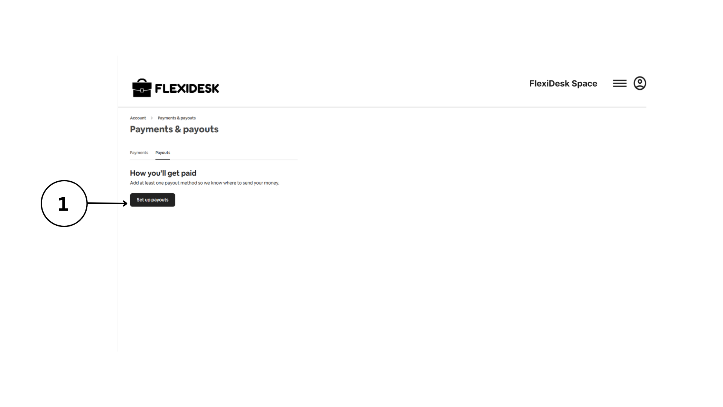 FLEXIDESK
FlexiDesk Space
Account > Payments & payouts
Payments & payouts
Payments Payouts
How you'll get paid
Add at least one payout method so we know where to send your money.
1
Set up payouts